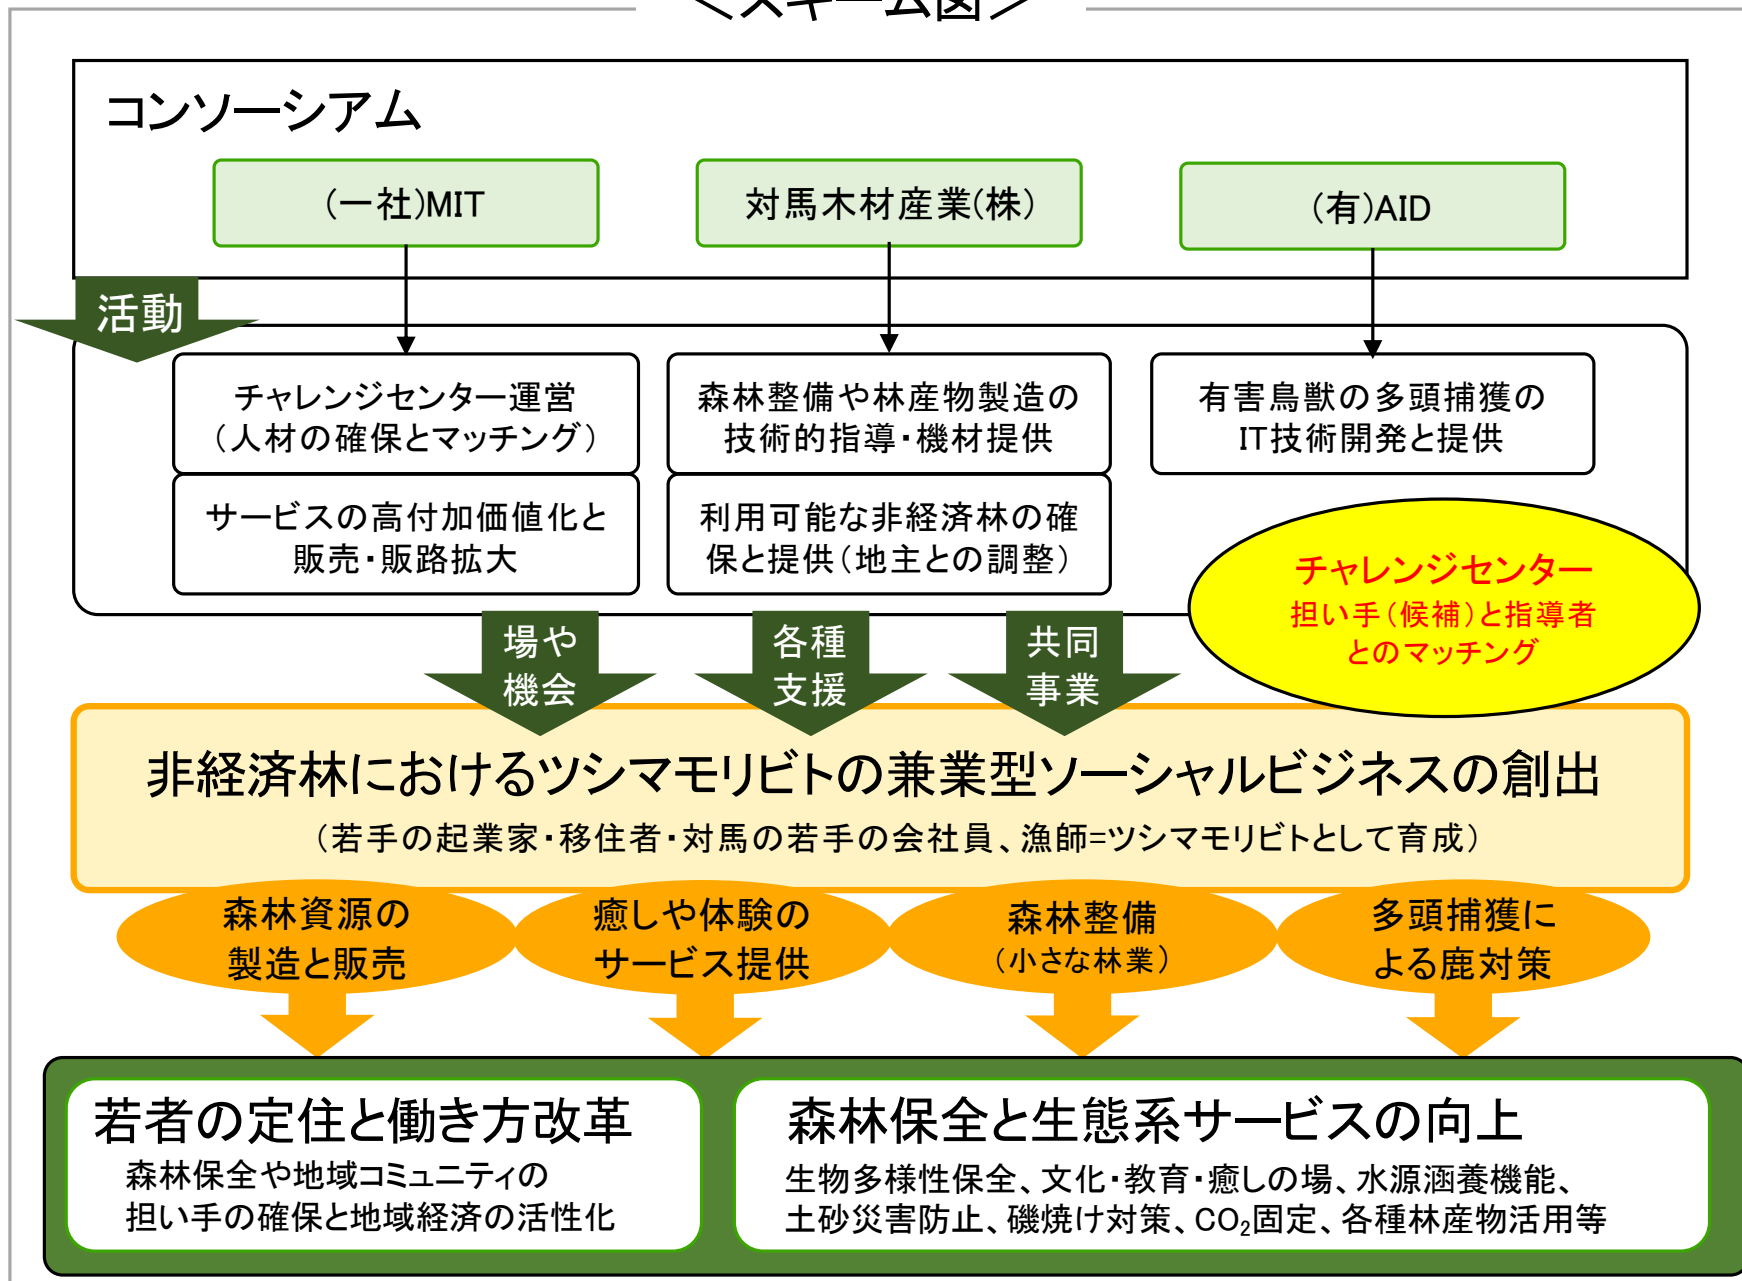 ＜スキーム図＞
コンソーシアム
(一社)MIT
対馬木材産業(株)
(有)AID
活動
チャレンジセンター運営
(人材の確保とマッチング)
サービスの高付加価値化と
販売・販路拡大
森林整備や林産物製造の
技術的指導・機材提供
利用可能な非経済林の確
保と提供(地主との調整)
有害鳥獣の多頭捕獲の
IT技術開発と提供
チャレンジセンター
担い手(候補)と指導者
とのマッチング
場や
機会
各種
支援
共同
事業
非経済林におけるツシマモリビトの兼業型ソーシャルビジネスの創出
(若手の起業家・移住者・対馬の若手の会社員、漁師=ツシマモリビトとして育成)
森林資源の
製造と販売
癒しや体験の
サービス提供
森林整備
(小さな林業)
多頭捕獲に
よる鹿対策
若者の定住と働き方改革
森林保全や地域コミュニティの
担い手の確保と地域経済の活性化
森林保全と生態系サービスの向上
生物多様性保全、文化・教育・癒しの場、水源涵養機能、
土砂災害防止、磯焼け対策、CO₂固定、各種林産物活用等